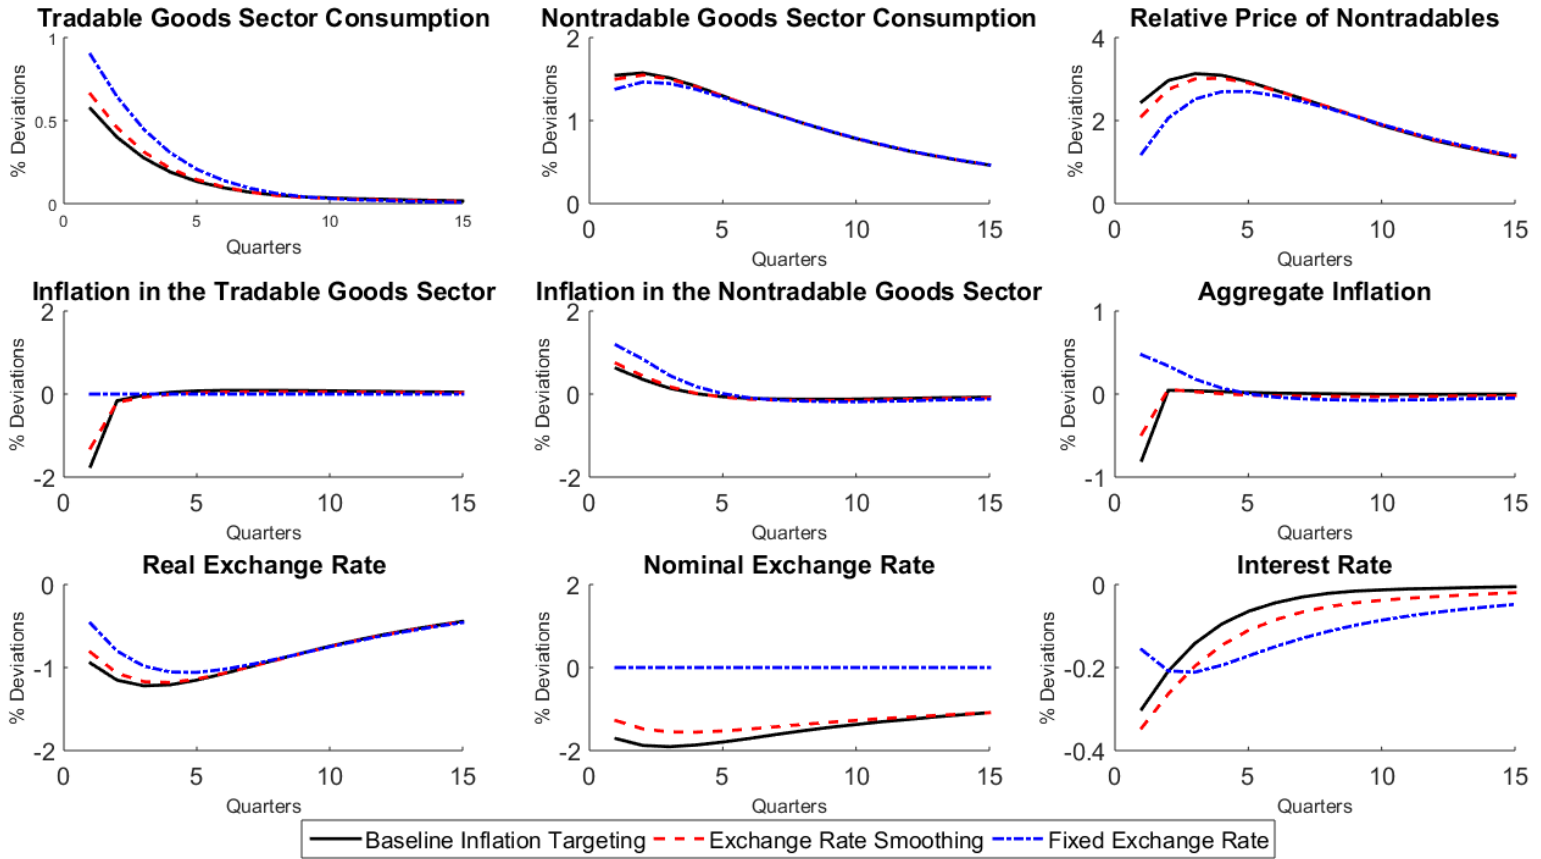 Tradable Goods Sector Consumption
1
0.5
0
% Deviations
0 5 10 15
Quarters
Nontradable Goods Sector Consumption
2
1
0
% Deviations
0 5 10 15
Quarters
Relative Price of Nontradables
4
2
0
% Deviations
0 5 10 15
Quarters
Inflation in the Tradable Goods Sector
2
0
-2
% Deviations
0 5 10 15
Quarters
Inflation in the Nontradable Goods Sector
2
0
-2
% Deviations
0 5 10 15
Quarters
Aggregate Inflation
1
0
-1
% Deviations
0 5 10 15
Quarters
Real Exchange Rate
0
-1
-2
% Deviations
0 5 10 15
Quarters
Nominal Exchange Rate
2
0
-2
% Deviations
0 5 10 15
Quarters
Interest Rate
0
-0.2
-0.4
% Deviations
0 5 10 15
Quarters
Baseline Inflation Targeting Exchange Rate Smoothing Fixed Exchange Rate